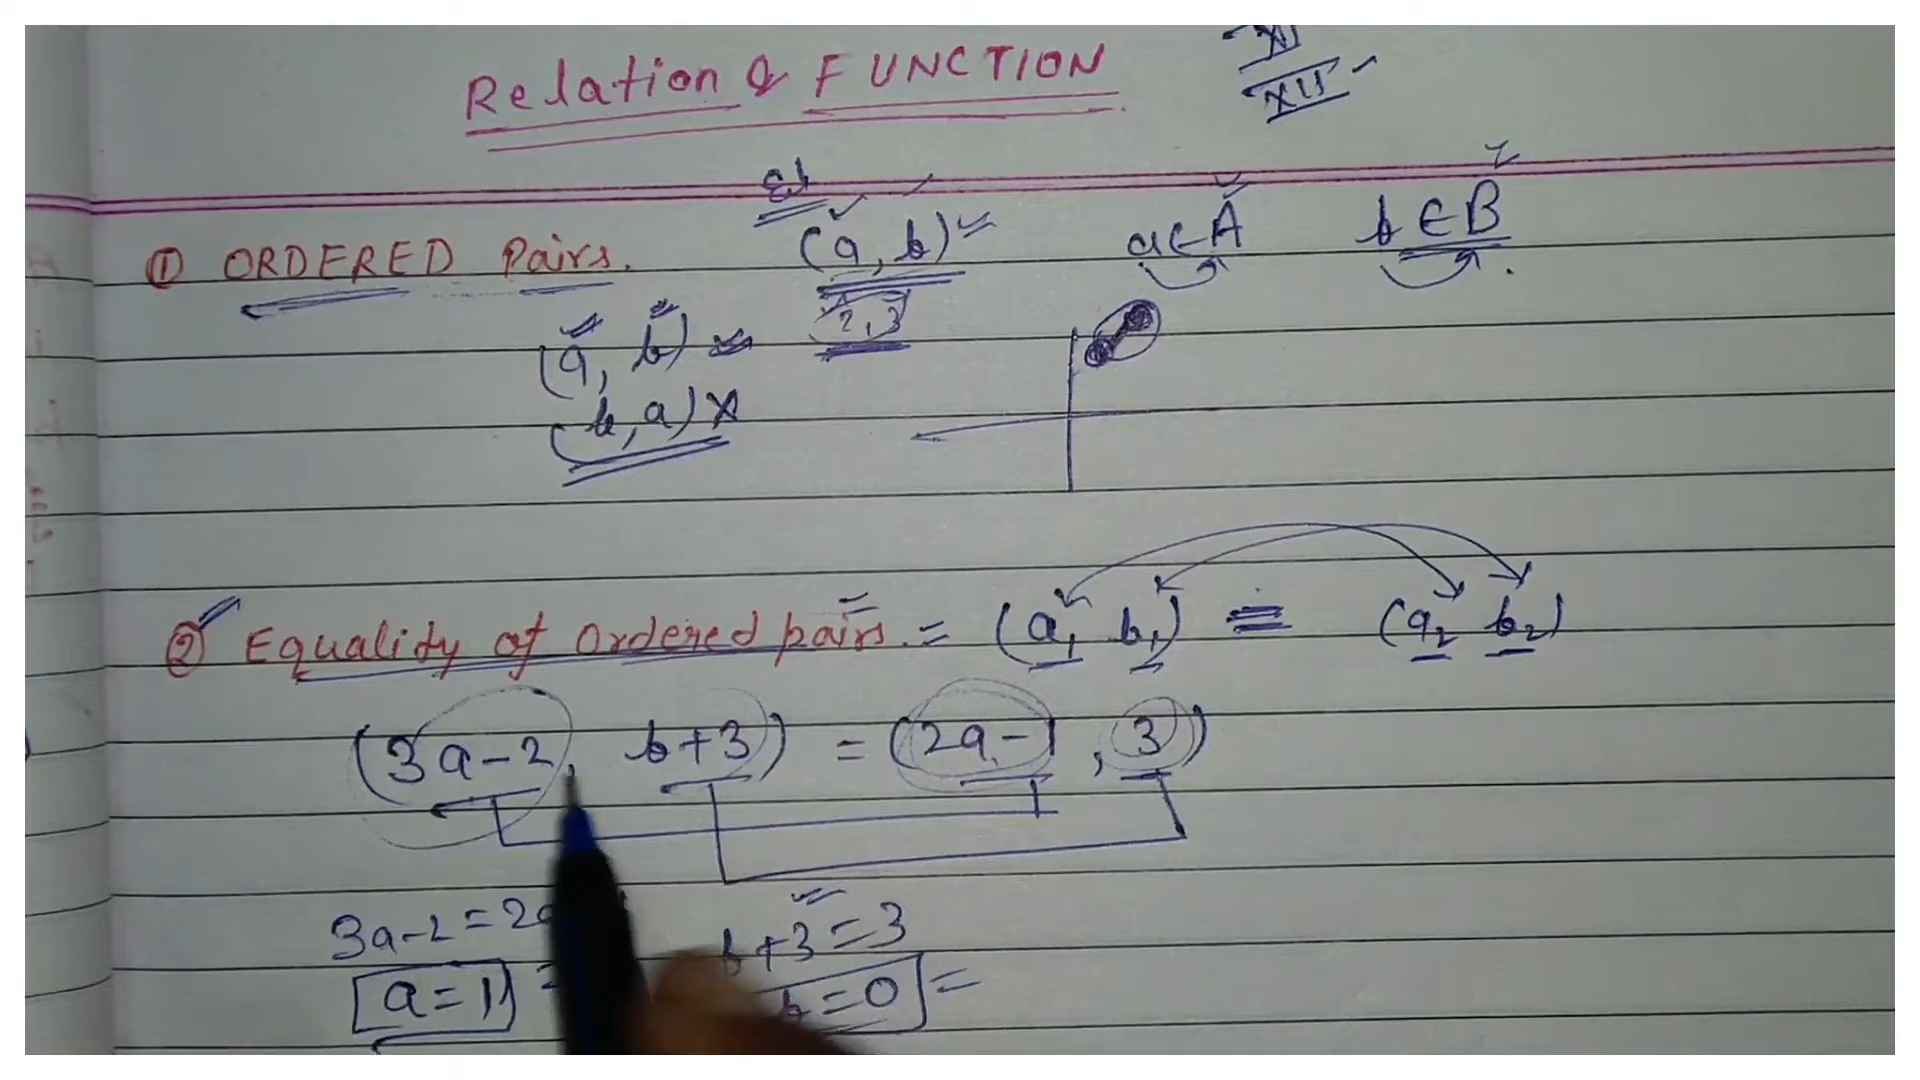 Relation & FUNCTION
XI
XII
① ORDERED Pairs. (a, b) a ∈ A b ∈ B
(a, b) 2,3
(b, a) ×
② Equality of Ordered pairs. = (a₁ b₁) = (a₂ b₂)
(3a-2, b+3) = (2a-1, 3)
3a-2=2a b+3=3
a=1 b=0